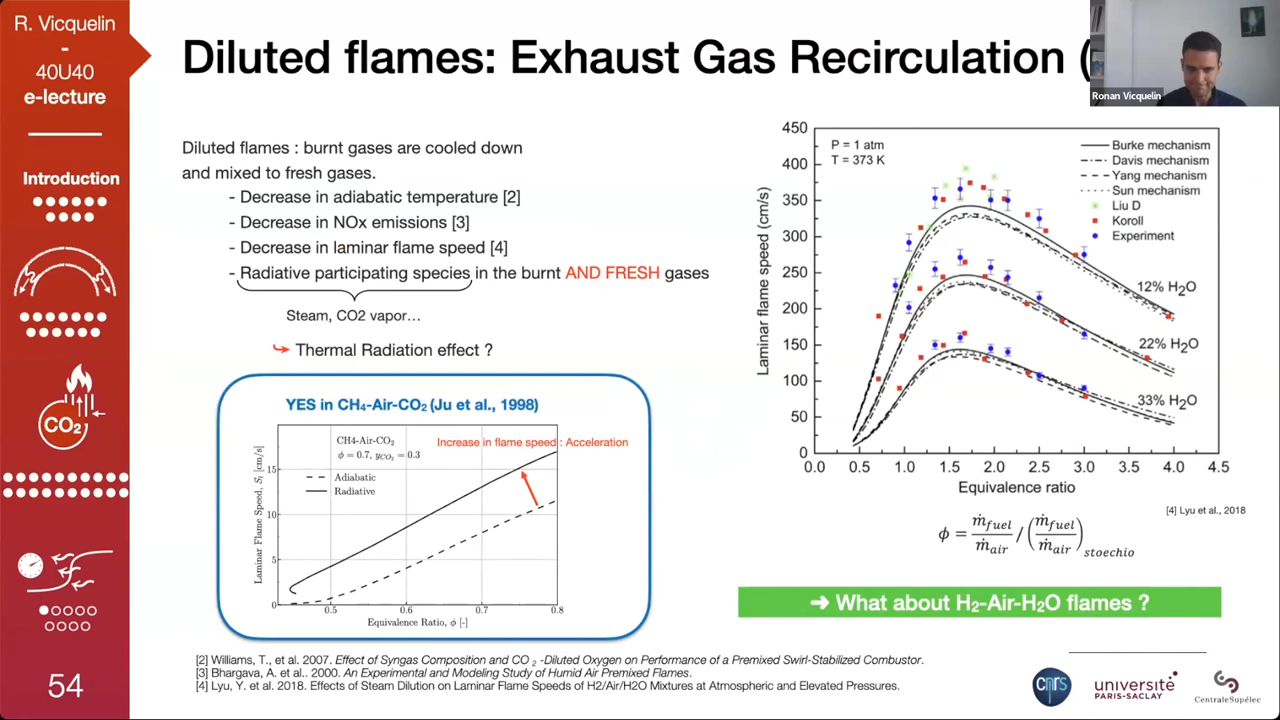 R. Vicquelin
-
40U40
e-lecture
Introduction
CO₂
54
Diluted flames: Exhaust Gas Recirculation (
Ronan Vicquelin
Diluted flames : burnt gases are cooled down
and mixed to fresh gases.
- Decrease in adiabatic temperature [2]
- Decrease in NOx emissions [3]
- Decrease in laminar flame speed [4]
- Radiative participating species in the burnt AND FRESH gases
Steam, CO2 vapor…
Thermal Radiation effect ?
YES in CH₄-Air-CO₂ (Ju et al., 1998)
CH4-Air-CO₂
ϕ = 0.7, y_CO₂ = 0.3
Increase in flame speed : Acceleration
Adiabatic
Radiative
Laminar Flame Speed, Sₗ [cm/s]
15
10
5
0
0.5 0.6 0.7 0.8
Equivalence Ratio, ϕ [-]
P = 1 atm
T = 373 K
Burke mechanism
Davis mechanism
Yang mechanism
Sun mechanism
Liu D
Koroll
Experiment
Laminar flame speed (cm/s)
450
400
350
300
250
200
150
100
50
0
12% H₂O
22% H₂O
33% H₂O
0.0 0.5 1.0 1.5 2.0 2.5 3.0 3.5 4.0 4.5
Equivalence ratio
[4] Lyu et al., 2018
ϕ = ṁ_fuel/ṁ_air / (ṁ_fuel/ṁ_air)_stoechio
➜ What about H₂-Air-H₂O flames ?
[2] Williams, T., et al. 2007. Effect of Syngas Composition and CO ₂ -Diluted Oxygen on Performance of a Premixed Swirl-Stabilized Combustor.
[3] Bhargava, A. et al.. 2000. An Experimental and Modeling Study of Humid Air Premixed Flames.
[4] Lyu, Y. et al. 2018. Effects of Steam Dilution on Laminar Flame Speeds of H2/Air/H2O Mixtures at Atmospheric and Elevated Pressures.
cnrs
université
PARIS-SACLAY
CentraleSupélec